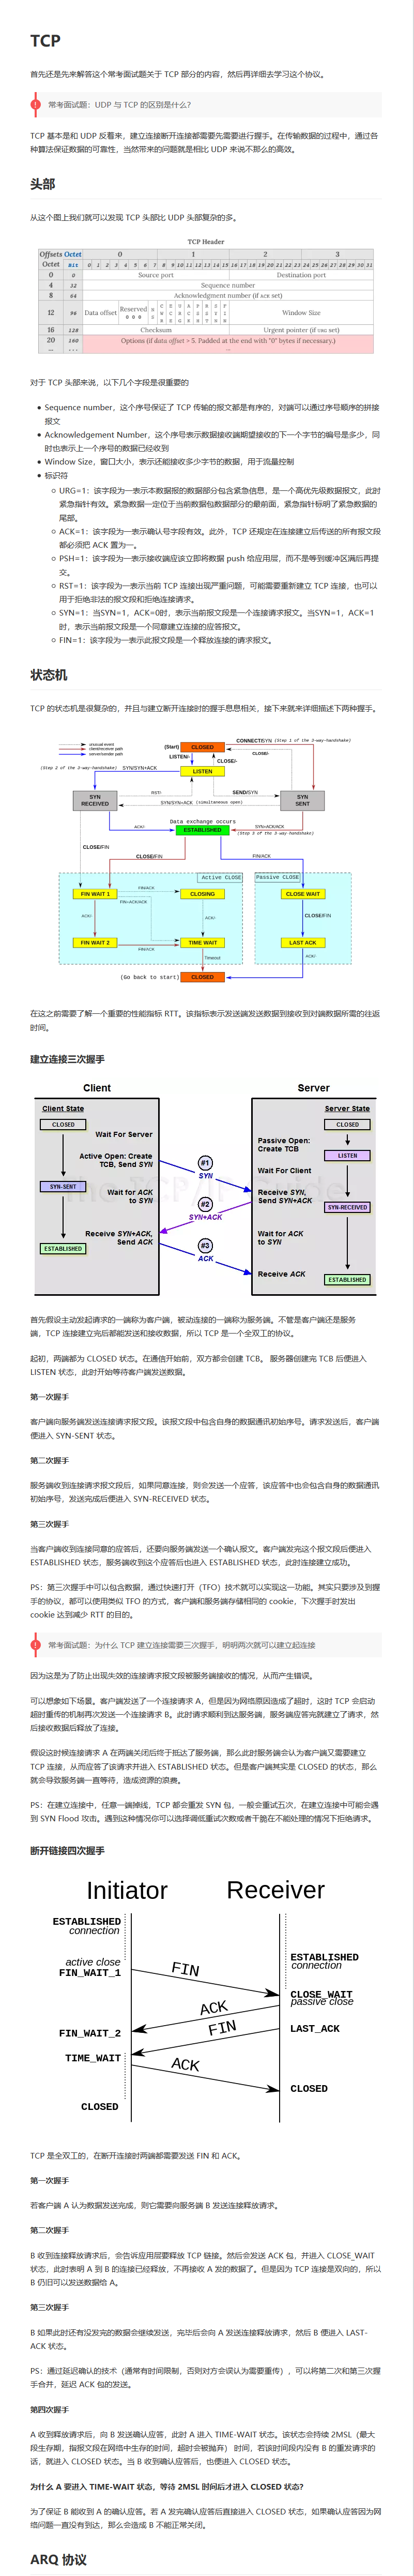 TCP
首先还是先来解答这个常考面试题关于 TCP 部分的内容，然后再详细去学习这个协议。
常考面试题：UDP 与 TCP 的区别是什么？
TCP 基本是和 UDP 反着来，建立连接断开连接都需要先需要进行握手。在传输数据的过程中，通过各
种算法保证数据的可靠性，当然带来的问题就是相比 UDP 来说不那么的高效。
头部
从这个图上我们就可以发现 TCP 头部比 UDP 头部复杂的多。
TCP Header
Offsets Octet 0 1 2 3
Octet Bit 0 1 2 3 4 5 6 7 8 9 10 11 12 13 14 15 16 17 18 19 20 21 22 23 24 25 26 27 28 29 30 31
0 0 Source port Destination port
4 32 Sequence number
8 64 Acknowledgment number (if ACK set)
12 96 Data offset Reserved 0 0 0 NS CWR ECE URG ACK PSH RST SYN FIN Window Size
16 128 Checksum Urgent pointer (if URG set)
20 160 Options (if data offset > 5. Padded at the end with "0" bytes if necessary.)
... ... ...
对于 TCP 头部来说，以下几个字段是很重要的
Sequence number，这个序号保证了 TCP 传输的报文都是有序的，对端可以通过序号顺序的拼接
报文
Acknowledgement Number，这个序号表示数据接收端期望接收的下一个字节的编号是多少，同
时也表示上一个序号的数据已经收到
Window Size，窗口大小，表示还能接收多少字节的数据，用于流量控制
标识符
URG=1：该字段为一表示本数据报的数据部分包含紧急信息，是一个高优先级数据报文，此时
紧急指针有效。紧急数据一定位于当前数据包数据部分的最前面，紧急指针标明了紧急数据的
尾部。
ACK=1：该字段为一表示确认号字段有效。此外，TCP 还规定在连接建立后传送的所有报文段
都必须把 ACK 置为一。
PSH=1：该字段为一表示接收端应该立即将数据 push 给应用层，而不是等到缓冲区满后再提
交。
RST=1：该字段为一表示当前 TCP 连接出现严重问题，可能需要重新建立 TCP 连接，也可以
用于拒绝非法的报文段和拒绝连接请求。
SYN=1：当SYN=1，ACK=0时，表示当前报文段是一个连接请求报文。当SYN=1，ACK=1
时，表示当前报文段是一个同意建立连接的应答报文。
FIN=1：该字段为一表示此报文段是一个释放连接的请求报文。
状态机
TCP 的状态机是很复杂的，并且与建立断开连接时的握手息息相关，接下来就来详细描述下两种握手。
unusual event
client/receiver path
server/sender path
(Start)
CLOSED
CONNECT/SYN (Step 1 of the 3-way-handshake)
CLOSE/-
LISTEN/-
CLOSE/-
(Step 2 of the 3-way-handshake) SYN/SYN+ACK
LISTEN
RST/-
SEND/SYN
SYN RECEIVED
SYN SENT
SYN/SYN+ACK (simultaneous open)
Data exchange occurs
ACK/-
ESTABLISHED
SYN+ACK/ACK
(Step 3 of the 3-way-handshake)
CLOSE/FIN
CLOSE/FIN
FIN/ACK
Active CLOSE
Passive CLOSE
FIN WAIT 1
FIN/ACK
CLOSING
CLOSE WAIT
FIN+ACK/ACK
ACK/-
ACK/-
CLOSE/FIN
FIN WAIT 2
FIN/ACK
TIME WAIT
LAST ACK
Timeout
ACK/-
(Go back to start)
CLOSED
在这之前需要了解一个重要的性能指标 RTT。该指标表示发送端发送数据到接收到对端数据所需的往返
时间。
建立连接三次握手
Client Server
Client State
Server State
CLOSED
CLOSED
Wait For Server
Passive Open:
Create TCB
Active Open: Create
TCB, Send SYN
#1
SYN
LISTEN
Wait For Client
SYN-SENT
Wait for ACK
to SYN
#2
SYN+ACK
Receive SYN,
Send SYN+ACK
SYN-RECEIVED
Receive SYN+ACK,
Send ACK
#3
ACK
Wait for ACK
to SYN
ESTABLISHED
Receive ACK
ESTABLISHED
The TCP/IP Guide
首先假设主动发起请求的一端称为客户端，被动连接的一端称为服务端。不管是客户端还是服务
端，TCP 连接建立完后都能发送和接收数据，所以 TCP 是一个全双工的协议。
起初，两端都为 CLOSED 状态。在通信开始前，双方都会创建 TCB。 服务器创建完 TCB 后便进入
LISTEN 状态，此时开始等待客户端发送数据。
第一次握手
客户端向服务端发送连接请求报文段。该报文段中包含自身的数据通讯初始序号。请求发送后，客户端
便进入 SYN-SENT 状态。
第二次握手
服务端收到连接请求报文段后，如果同意连接，则会发送一个应答，该应答中也会包含自身的数据通讯
初始序号，发送完成后便进入 SYN-RECEIVED 状态。
第三次握手
当客户端收到连接同意的应答后，还要向服务端发送一个确认报文。客户端发完这个报文段后便进入
ESTABLISHED 状态，服务端收到这个应答后也进入 ESTABLISHED 状态，此时连接建立成功。
PS：第三次握手中可以包含数据，通过快速打开（TFO）技术就可以实现这一功能。其实只要涉及到握
手的协议，都可以使用类似 TFO 的方式，客户端和服务端存储相同的 cookie，下次握手时发出
cookie 达到减少 RTT 的目的。
常考面试题：为什么 TCP 建立连接需要三次握手，明明两次就可以建立起连接
因为这是为了防止出现失效的连接请求报文段被服务端接收的情况，从而产生错误。
可以想象如下场景。客户端发送了一个连接请求 A，但是因为网络原因造成了超时，这时 TCP 会启动
超时重传的机制再次发送一个连接请求 B。此时请求顺利到达服务端，服务端应答完就建立了请求，然
后接收数据后释放了连接。
假设这时候连接请求 A 在两端关闭后终于抵达了服务端，那么此时服务端会认为客户端又需要建立
TCP 连接，从而应答了该请求并进入 ESTABLISHED 状态。但是客户端其实是 CLOSED 的状态，那么
就会导致服务端一直等待，造成资源的浪费。
PS：在建立连接中，任意一端掉线，TCP 都会重发 SYN 包，一般会重试五次，在建立连接中可能会遇
到 SYN Flood 攻击。遇到这种情况你可以选择调低重试次数或者干脆在不能处理的情况下拒绝请求。
断开链接四次握手
Initiator Receiver
ESTABLISHED
connection
active close
FIN_WAIT_1
FIN
ESTABLISHED
connection
CLOSE_WAIT
passive close
ACK
FIN_WAIT_2
FIN
LAST_ACK
TIME_WAIT
ACK
CLOSED
CLOSED
TCP 是全双工的，在断开连接时两端都需要发送 FIN 和 ACK。
第一次握手
若客户端 A 认为数据发送完成，则它需要向服务端 B 发送连接释放请求。
第二次握手
B 收到连接释放请求后，会告诉应用层要释放 TCP 链接。然后会发送 ACK 包，并进入 CLOSE_WAIT
状态，此时表明 A 到 B 的连接已经释放，不再接收 A 发的数据了。但是因为 TCP 连接是双向的，所以
B 仍旧可以发送数据给 A。
第三次握手
B 如果此时还有没发完的数据会继续发送，完毕后会向 A 发送连接释放请求，然后 B 便进入 LAST-
ACK 状态。
PS：通过延迟确认的技术（通常有时间限制，否则对方会误认为需要重传），可以将第二次和第三次握
手合并，延迟 ACK 包的发送。
第四次握手
A 收到释放请求后，向 B 发送确认应答，此时 A 进入 TIME-WAIT 状态。该状态会持续 2MSL（最大
段生存期，指报文段在网络中生存的时间，超时会被抛弃） 时间，若该时间段内没有 B 的重发请求的
话，就进入 CLOSED 状态。当 B 收到确认应答后，也便进入 CLOSED 状态。
为什么 A 要进入 TIME-WAIT 状态，等待 2MSL 时间后才进入 CLOSED 状态？
为了保证 B 能收到 A 的确认应答。若 A 发完确认应答后直接进入 CLOSED 状态，如果确认应答因为网
络问题一直没有到达，那么会造成 B 不能正常关闭。
ARQ 协议